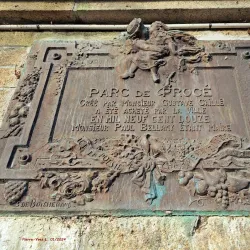 PARC DE PROCÉ
CRÉÉ PAR MONSIEUR GUSTAVE CAILLÉ
A ÉTÉ ACHETÉ PAR LA VILLE
EN MIL NEUF CENT DOUZE
MONSIEUR PAUL BELLAMY ÉTANT MAIRE